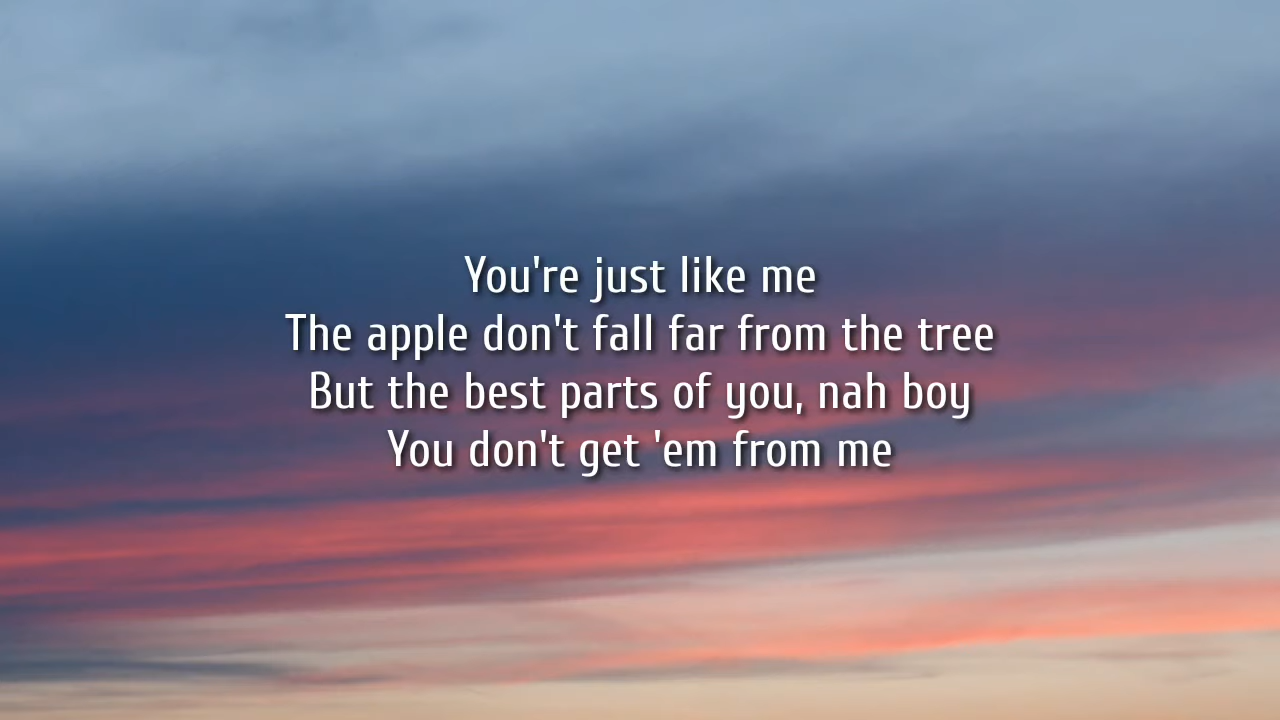 You're just like me
The apple don't fall far from the tree
But the best parts of you, nah boy
You don't get 'em from me